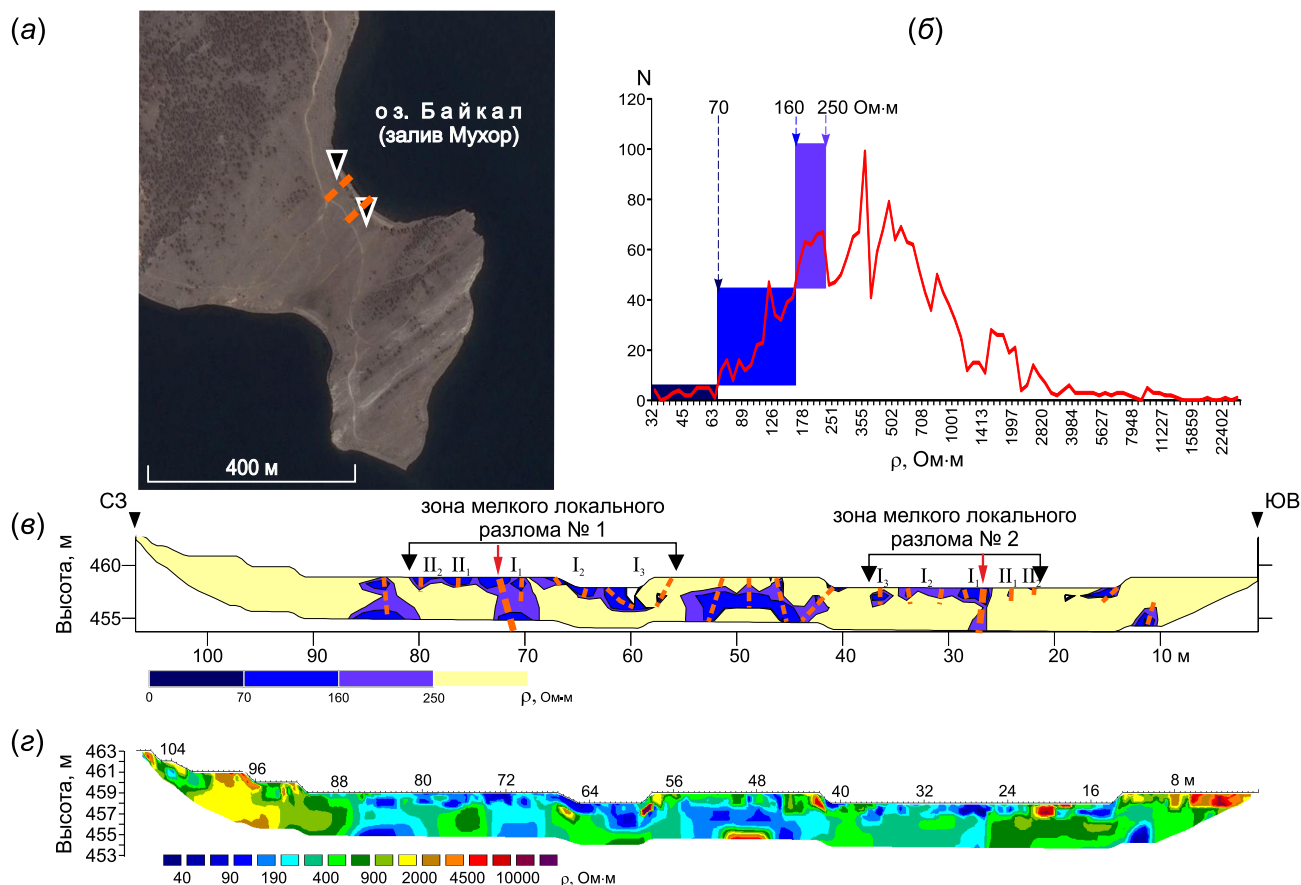 (а)
оз. Байкал
(залив Мухор)
400 м
(б)
N
70 160 250 Ом·м
120
100
80
60
40
20
0
32 45 63 89 126 178 251 355 502 708 1001 1413 1997 2820 3984 5627 7948 11227 15859 22402
ρ, Ом·м
(в)
СЗ
ЮВ
зона мелкого локального
разлома № 1
зона мелкого локального
разлома № 2
II₂ II₁ I₁ I₂ I₃
I₃ I₂ I₁ II₁ II₂
Высота, м
460
455
100 90 80 70 60 50 40 30 20 10 м
0 70 160 250 ρ, Ом·м
(г)
Высота, м
463
461
459
457
455
453
104 96 88 80 72 64 56 48 40 32 24 16 8 м
40 90 190 400 900 2000 4500 10000 ρ, Ом·м